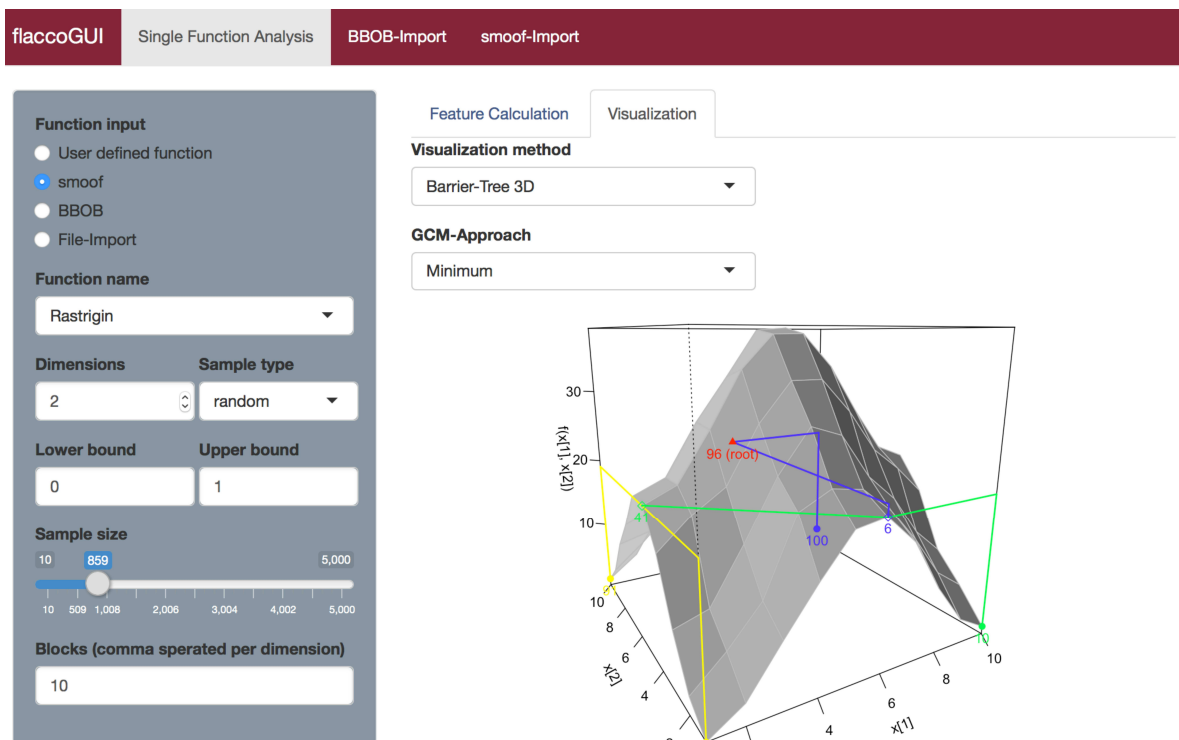 flaccoGUI Single Function Analysis BBOB-Import smoof-Import
Function input
User defined function
smoof
BBOB
File-Import
Function name
Rastrigin
Dimensions Sample type
2 random
Lower bound Upper bound
0 1
Sample size
10 859 5,000
10 509 1,008 2,006 3,004 4,002 5,000
Blocks (comma sperated per dimension)
10
Feature Calculation Visualization
Visualization method
Barrier-Tree 3D
GCM-Approach
Minimum
30
20
10
f(x[1], x[2])
96 (root)
41
100
6
10
10
8
6
4
x[2]
4
6
8
10
x[1]